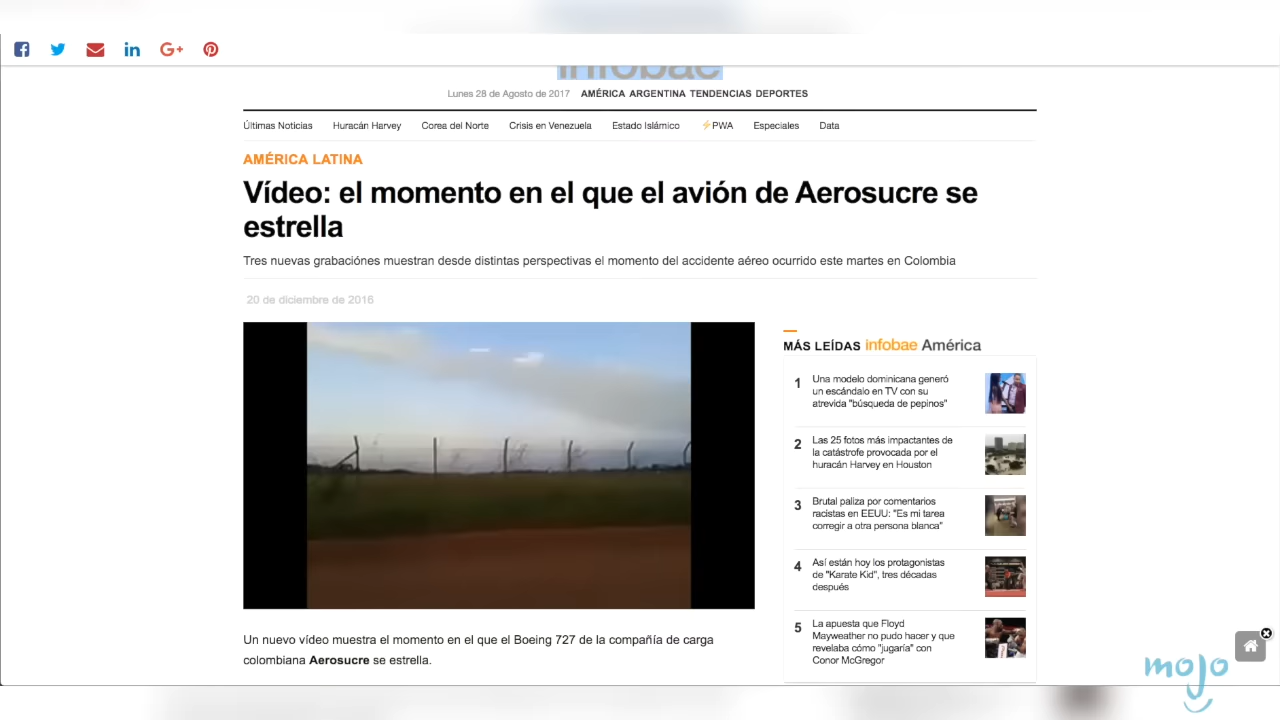 infobae
Lunes 28 de Agosto de 2017 AMÉRICA ARGENTINA TENDENCIAS DEPORTES
Últimas Noticias Huracán Harvey Corea del Norte Crisis en Venezuela Estado Islámico ⚡PWA Especiales Data
AMÉRICA LATINA
Vídeo: el momento en el que el avión de Aerosucre se
estrella
Tres nuevas grabaciónes muestran desde distintas perspectivas el momento del accidente aéreo ocurrido este martes en Colombia
20 de diciembre de 2016
Un nuevo vídeo muestra el momento en el que el Boeing 727 de la compañía de carga
colombiana Aerosucre se estrella.
MÁS LEÍDAS infobae América
1 Una modelo dominicana generó
un escándalo en TV con su
atrevida "búsqueda de pepinos"
2 Las 25 fotos más impactantes de
la catástrofe provocada por el
huracán Harvey en Houston
3 Brutal paliza por comentarios
racistas en EEUU: "Es mi tarea
corregir a otra persona blanca"
4 Así están hoy los protagonistas
de "Karate Kid", tres décadas
después
5 La apuesta que Floyd
Mayweather no pudo hacer y que
revelaba cómo "jugaría" con
Conor McGregor
mojo